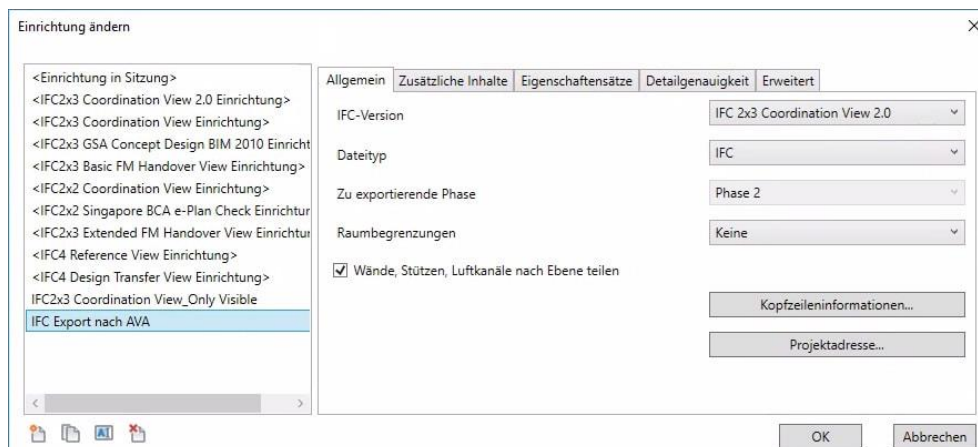 Einrichtung ändern
<Einrichtung in Sitzung>
<IFC2x3 Coordination View 2.0 Einrichtung>
<IFC2x3 Coordination View Einrichtung>
<IFC2x3 GSA Concept Design BIM 2010 Einricht
<IFC2x3 Basic FM Handover View Einrichtung>
<IFC2x2 Coordination View Einrichtung>
<IFC2x2 Singapore BCA e-Plan Check Einrichtur
<IFC2x3 Extended FM Handover View Einrichtur
<IFC4 Reference View Einrichtung>
<IFC4 Design Transfer View Einrichtung>
IFC2x3 Coordination View_Only Visible
IFC Export nach AVA
Allgemein Zusätzliche Inhalte Eigenschaftensätze Detailgenauigkeit Erweitert
IFC-Version IFC 2x3 Coordination View 2.0
Dateityp IFC
Zu exportierende Phase Phase 2
Raumbegrenzungen Keine
Wände, Stützen, Luftkanäle nach Ebene teilen
Kopfzeileninformationen...
Projektadresse...
AI
OK Abbrechen